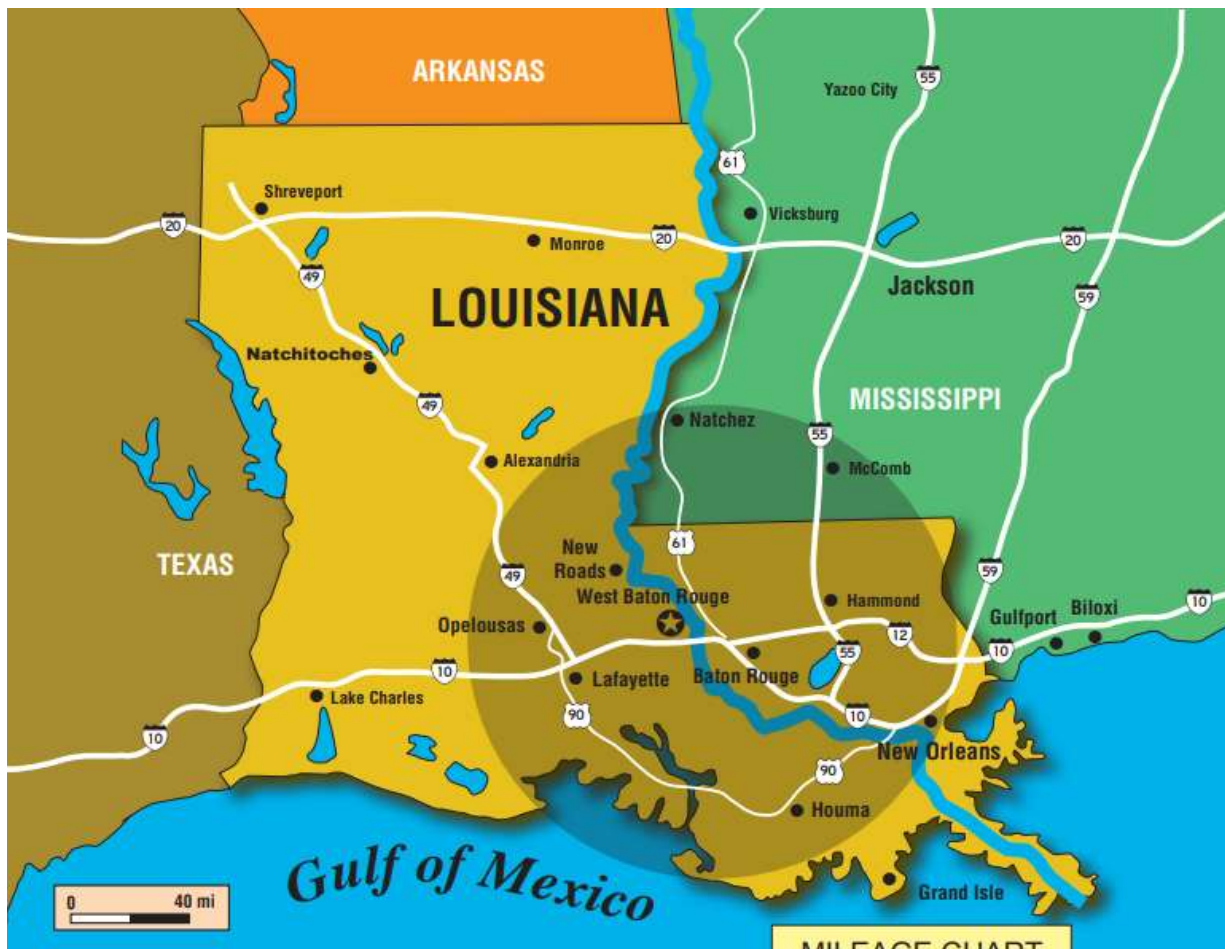 ARKANSAS
55
Yazoo City
61
Shreveport
Vicksburg
20
Monroe
20
20
49
Jackson
59
LOUISIANA
Natchitoches
49
MISSISSIPPI
Natchez
55
Alexandria
McComb
61
TEXAS
New
Roads
49
59
West Baton Rouge
Hammond
Gulfport
Biloxi
10
Opelousas
12
10
55
10
Lafayette
Baton Rouge
Lake Charles
90
10
10
New Orleans
90
Houma
Gulf of Mexico
Grand Isle
0 40 mi
MILEAGE CHART